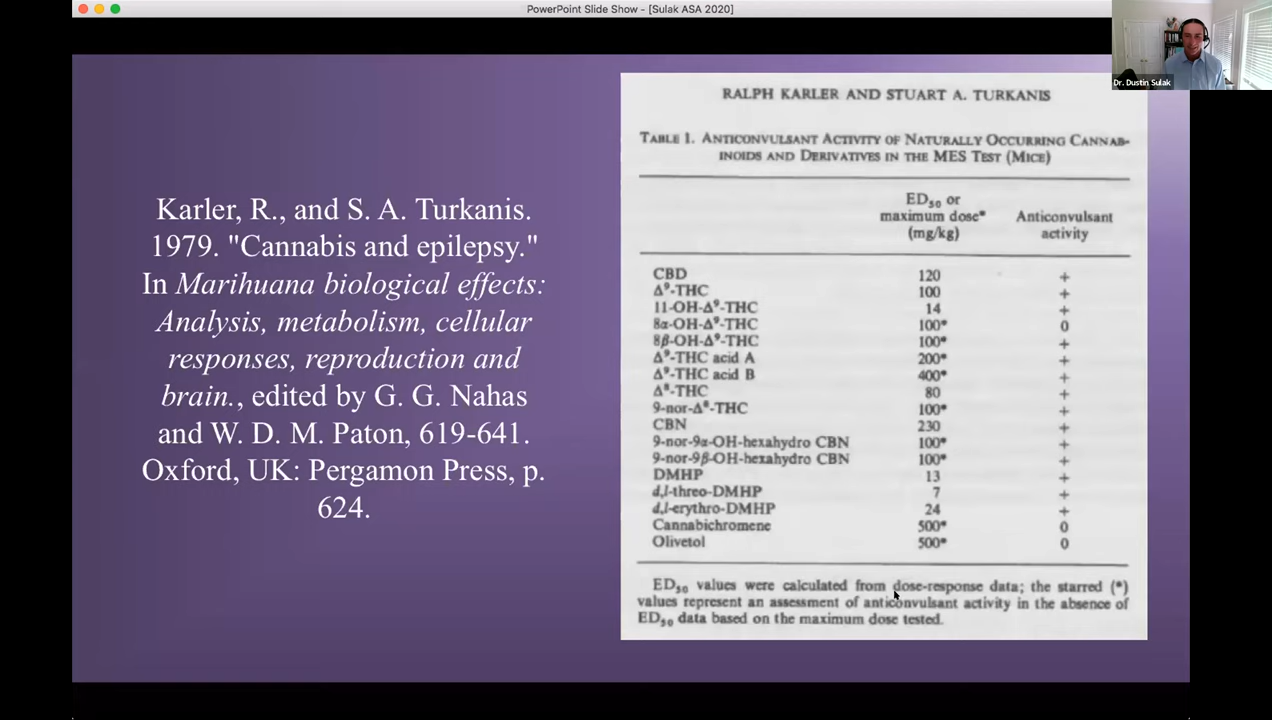 PowerPoint Slide Show - [Sulak ASA 2020]
Dr. Dustin Sulak
Karler, R., and S. A. Turkanis.
1979. "Cannabis and epilepsy."
In Marihuana biological effects:
Analysis, metabolism, cellular
responses, reproduction and
brain., edited by G. G. Nahas
and W. D. M. Paton, 619-641.
Oxford, UK: Pergamon Press, p.
624.
RALPH KARLER AND STUART A. TURKANIS
TABLE 1. ANTICONVULSANT ACTIVITY OF NATURALLY OCCURRING CANNAB-
INOIDS AND DERIVATIVES IN THE MES TEST (MICE)
ED₅₀ or
maximum dose* Anticonvulsant
(mg/kg) activity
CBD 120 +
Δ⁹-THC 100 +
11-OH-Δ⁹-THC 14 +
8α-OH-Δ⁹-THC 100* 0
8β-OH-Δ⁹-THC 100* +
Δ⁹-THC acid A 200* +
Δ⁹-THC acid B 400* +
Δ⁸-THC 80 +
9-nor-Δ⁸-THC 100* +
CBN 230 +
9-nor-9α-OH-hexahydro CBN 100* +
9-nor-9β-OH-hexahydro CBN 100* +
DMHP 13 +
d,l-threo-DMHP 7 +
d,l-erythro-DMHP 24 +
Cannabichromene 500* 0
Olivetol 500* 0
ED₅₀ values were calculated from dose-response data; the starred (*)
values represent an assessment of anticonvulsant activity in the absence of
ED₅₀ data based on the maximum dose tested.